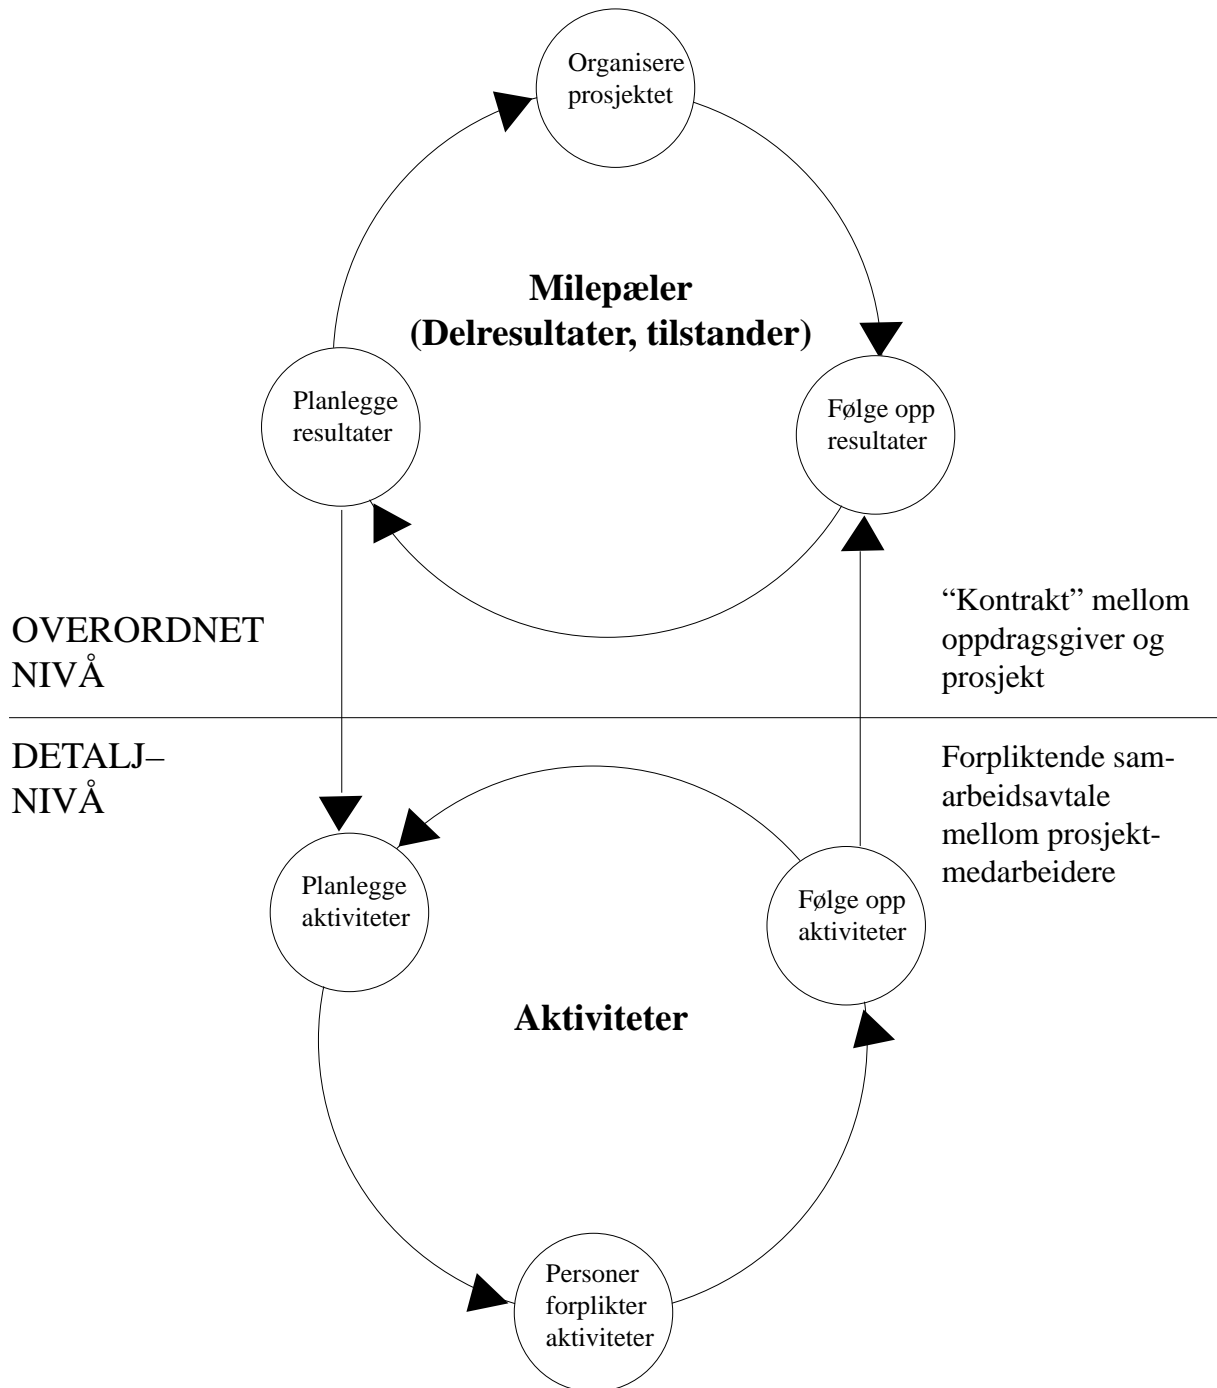 Organisere
prosjektet
Milepæler
(Delresultater, tilstander)
Planlegge
resultater
Følge opp
resultater
OVERORDNET
NIVÅ
“Kontrakt” mellom
oppdragsgiver og
prosjekt
DETALJ–
NIVÅ
Forpliktende sam-
arbeidsavtale
mellom prosjekt-
medarbeidere
Planlegge
aktiviteter
Følge opp
aktiviteter
Aktiviteter
Personer
forplikter
aktiviteter